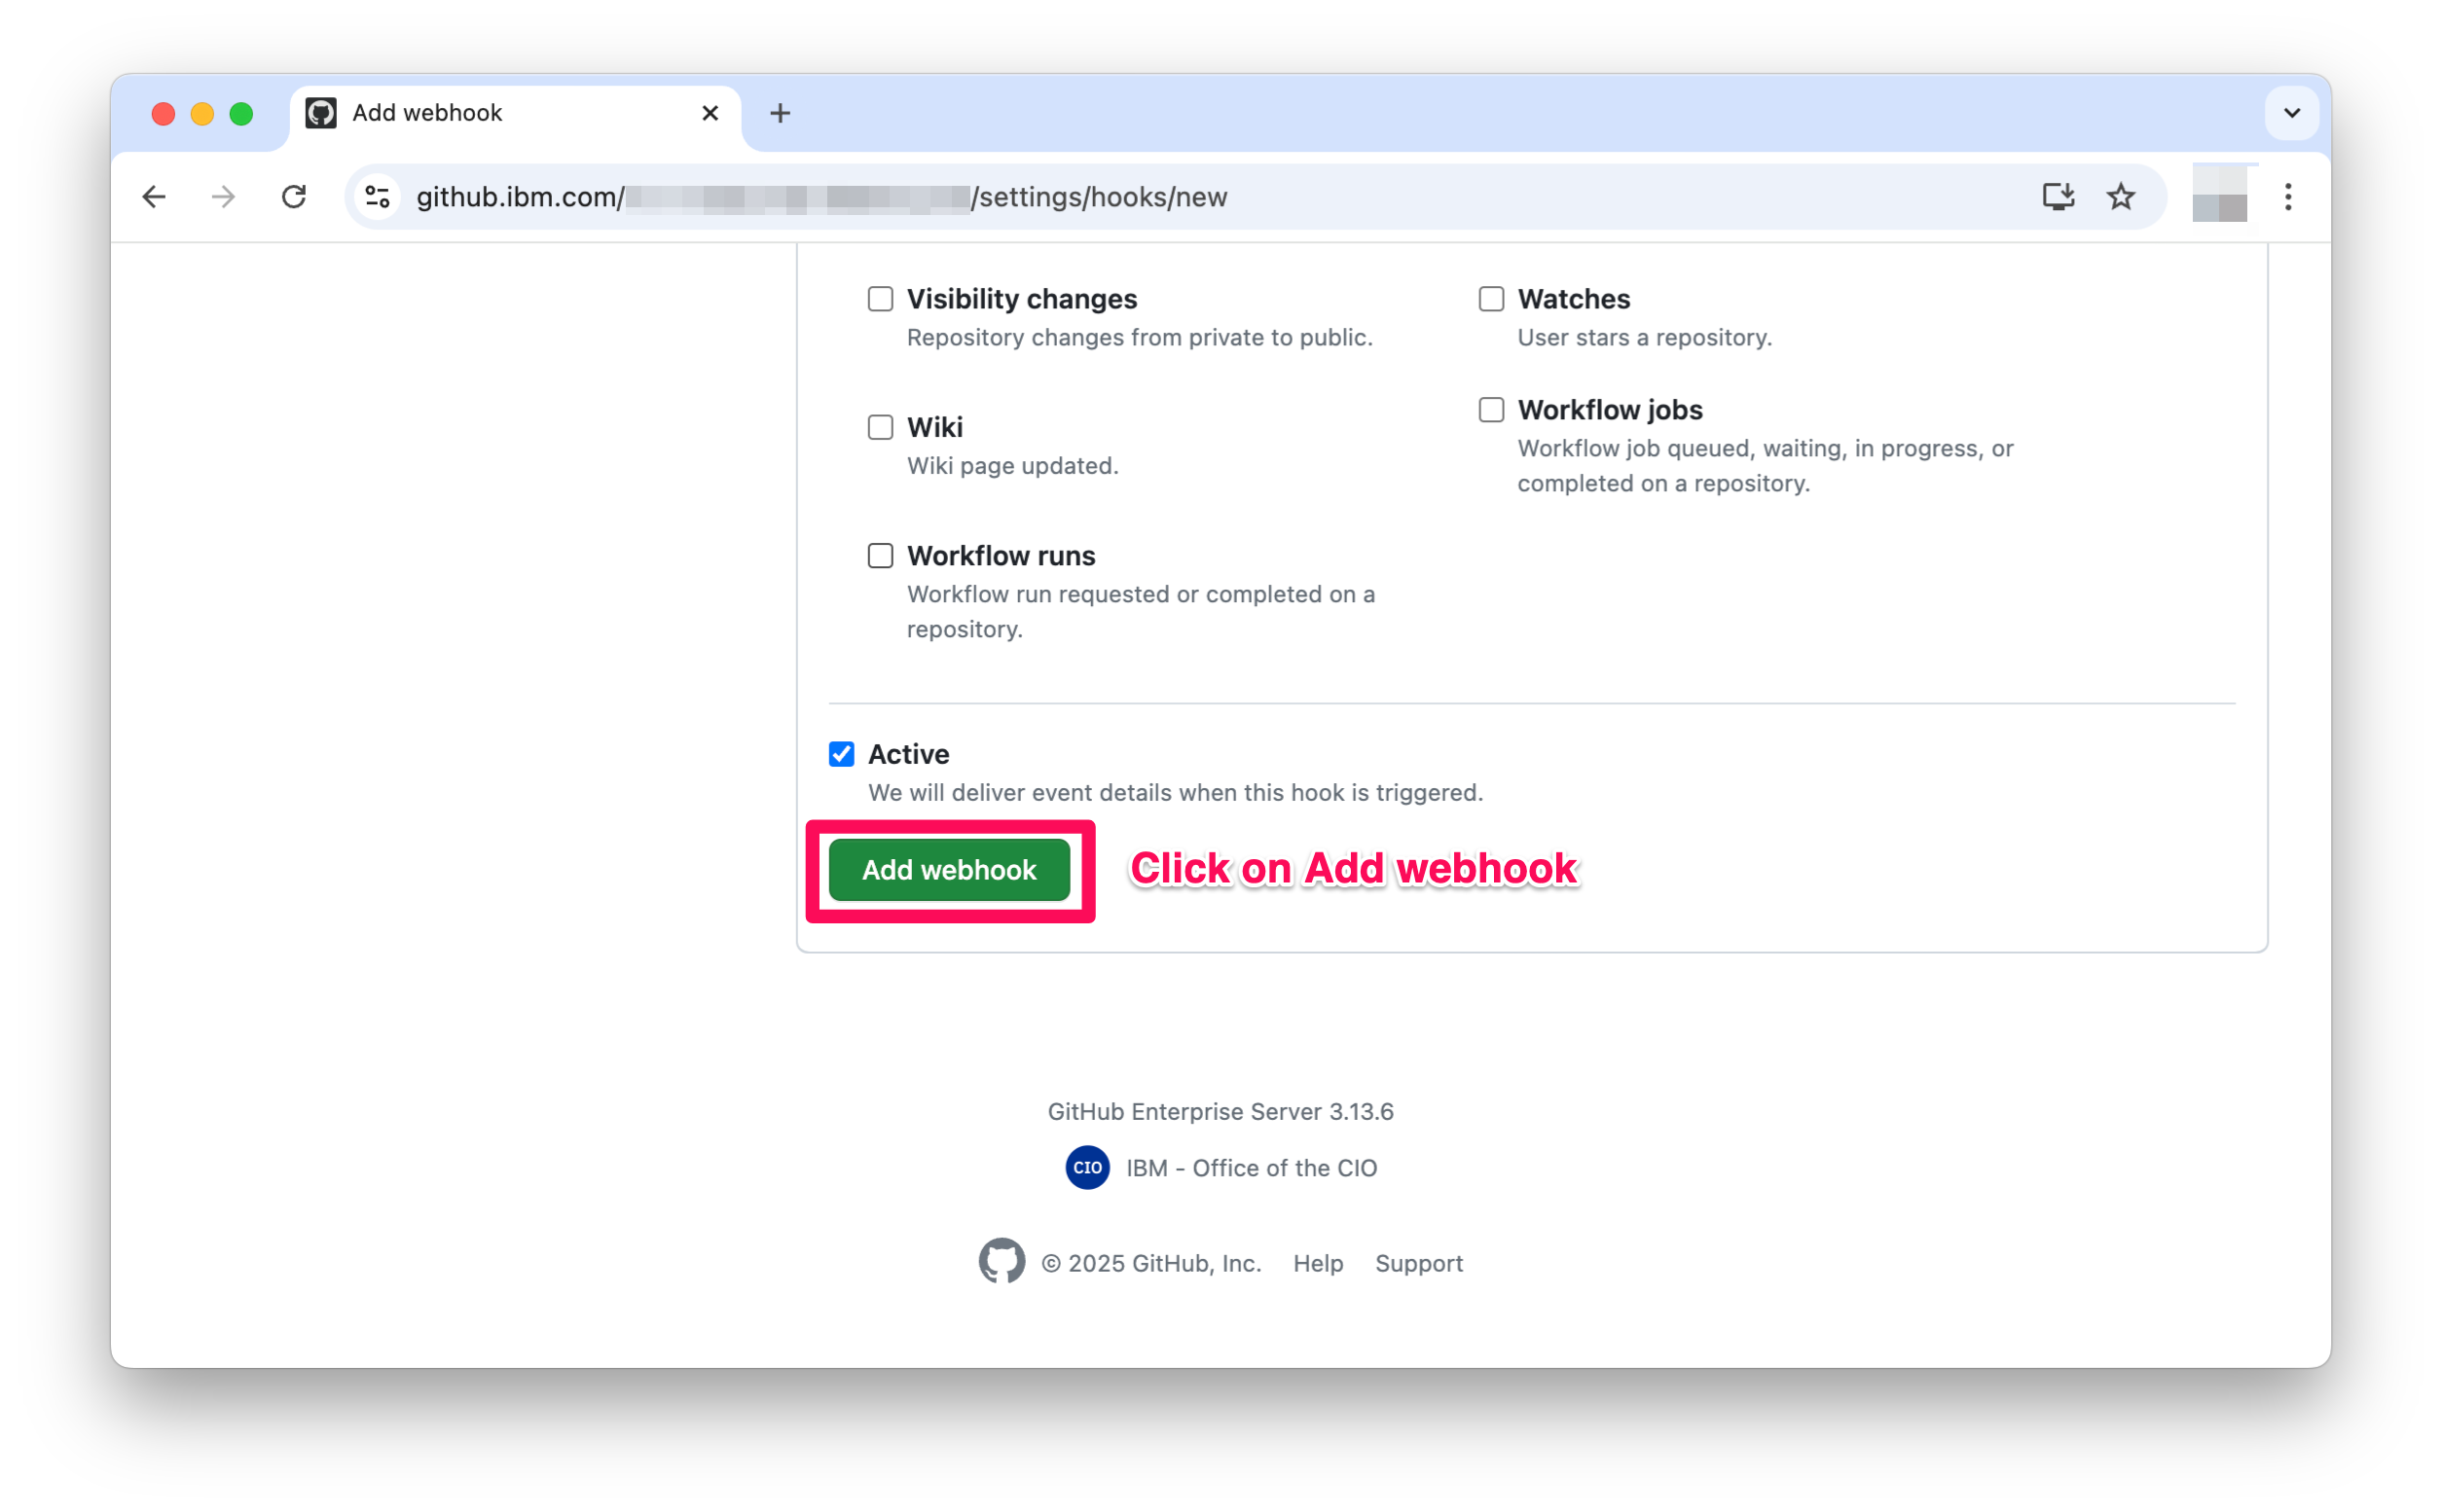 Add webhook
github.ibm.com/
/settings/hooks/new
Visibility changes
Repository changes from private to public.
Watches
User stars a repository.
Wiki
Wiki page updated.
Workflow jobs
Workflow job queued, waiting, in progress, or
completed on a repository.
Workflow runs
Workflow run requested or completed on a
repository.
Active
We will deliver event details when this hook is triggered.
Add webhook
Click on Add webhook
GitHub Enterprise Server 3.13.6
CIO IBM - Office of the CIO
© 2025 GitHub, Inc. Help Support